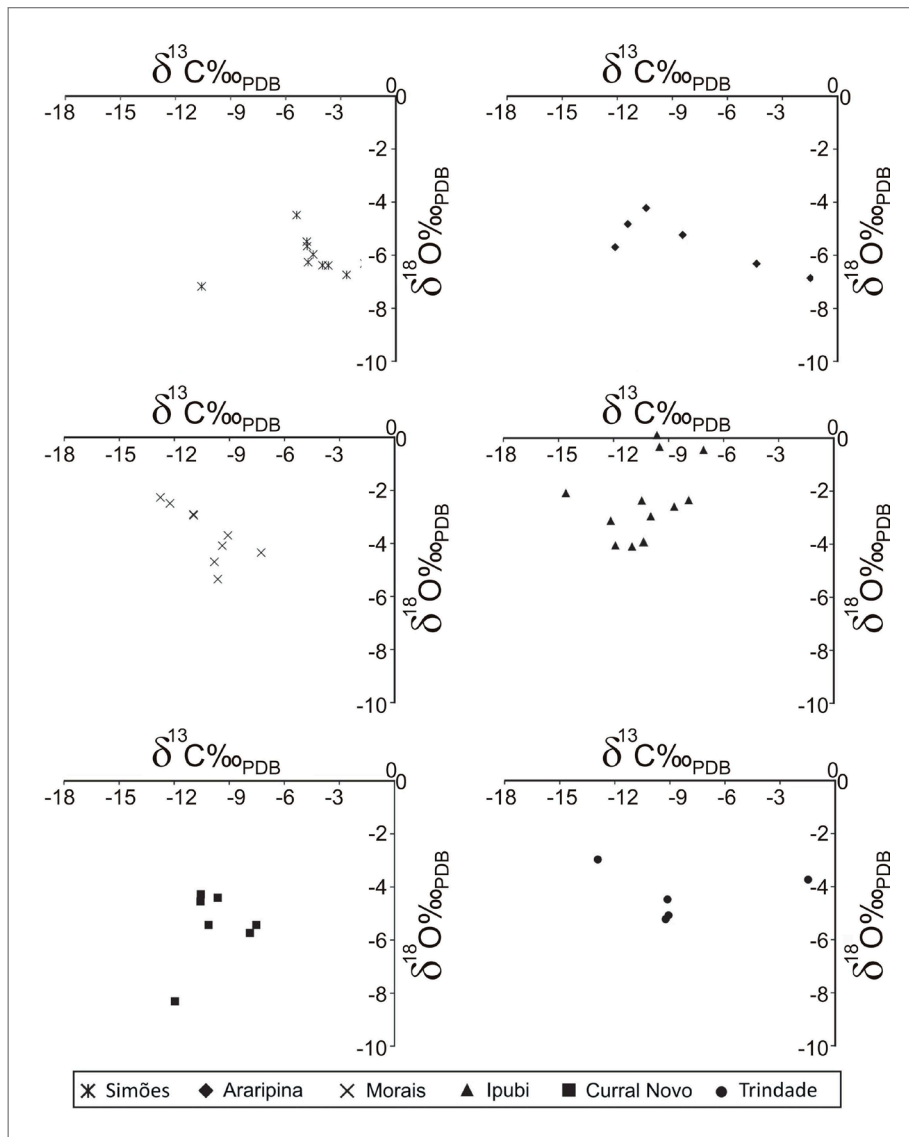 δ¹³C‰PDB
0
-18 -15 -12 -9 -6 -3 0
-2
-4
-6
-8
-10
δ¹⁸O‰PDB
δ¹³C‰PDB
0
-18 -15 -12 -9 -6 -3 0
-2
-4
-6
-8
-10
δ¹⁸O‰PDB
δ¹³C‰PDB
0
-18 -15 -12 -9 -6 -3 0
-2
-4
-6
-8
-10
δ¹⁸O‰PDB
δ¹³C‰PDB
0
-18 -15 -12 -9 -6 -3 0
-2
-4
-6
-8
-10
δ¹⁸O‰PDB
δ¹³C‰PDB
0
-18 -15 -12 -9 -6 -3 0
-2
-4
-6
-8
-10
δ¹⁸O‰PDB
δ¹³C‰PDB
0
-18 -15 -12 -9 -6 -3 0
-2
-4
-6
-8
-10
δ¹⁸O‰PDB
Simões Araripina Morais Ipubi Curral Novo Trindade